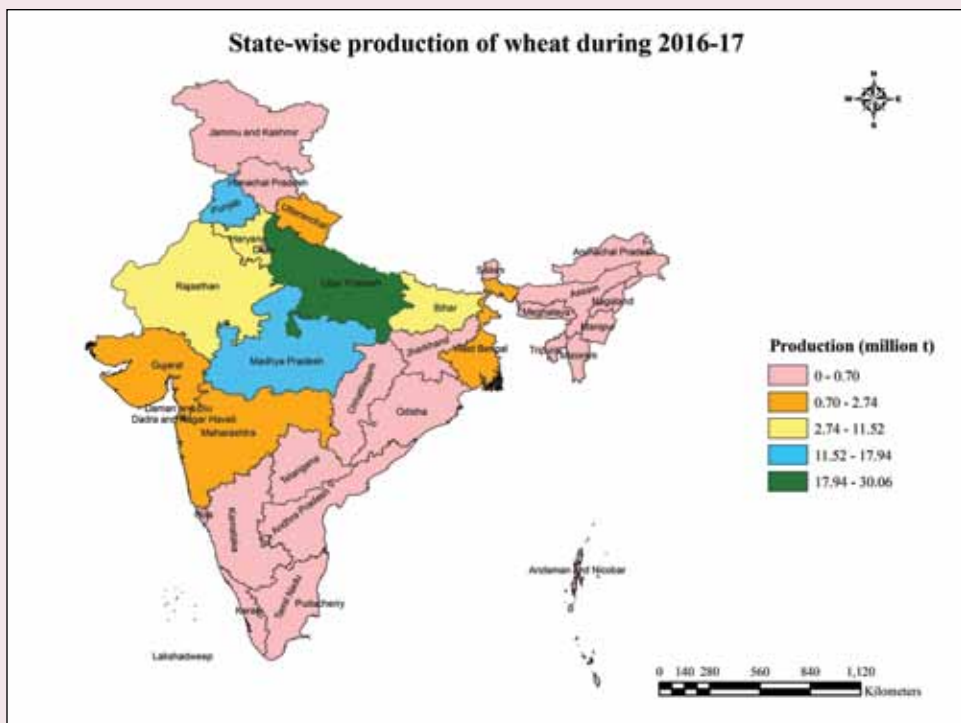 State-wise production of wheat during 2016-17
N
W
E
S
Jammu and Kashmir
Himachal Pradesh
Punjab
Uttaranchal
Haryana
Delhi
Arunachal Pradesh
Sikkim
Uttar Pradesh
Rajasthan
Assam
Nagaland
Bihar
Meghalaya
Manipur
Jharkhand
West Bengal
Tripura
Mizoram
Gujarat
Madhya Pradesh
Chhattisgarh
Odisha
Daman and Diu
Dadra and Nagar Haveli
Maharashtra
Telangana
Goa
Karnataka
Andhra Pradesh
Andaman and Nicobar
Tamil Nadu
Puducherry
Kerala
Lakshadweep
Production (million t)
0 - 0.70
0.70 - 2.74
2.74 - 11.52
11.52 - 17.94
17.94 - 30.06
0 140 280 560 840 1,120
Kilometers